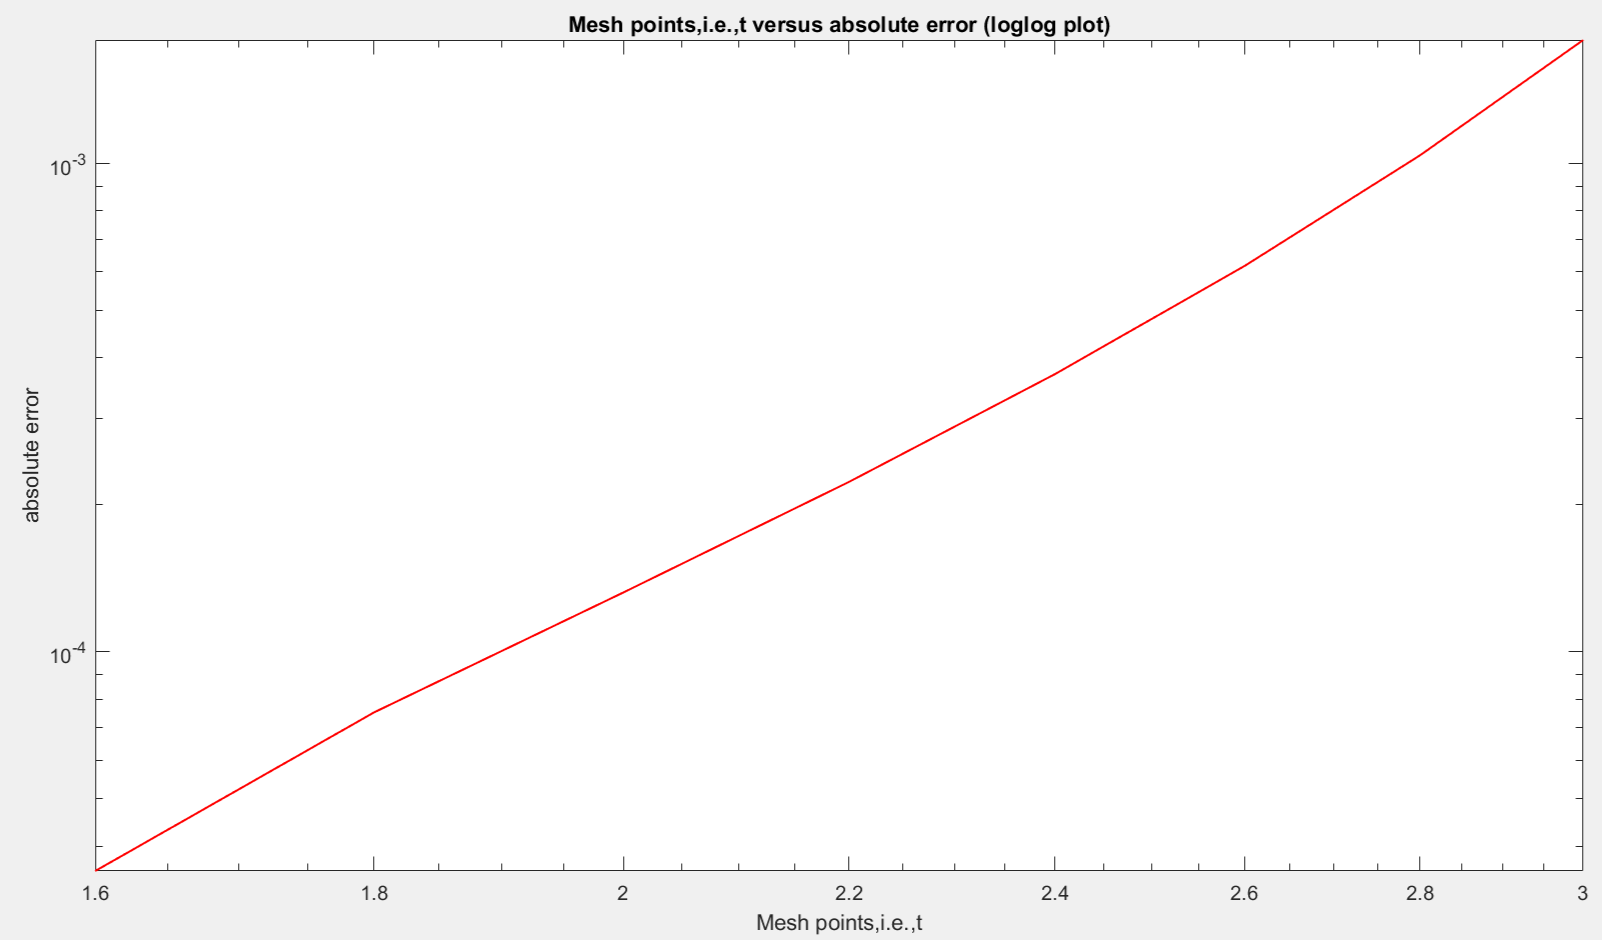 Mesh points,i.e.,t versus absolute error (loglog plot)
10-3
10-4
absolute error
1.6 1.8 2 2.2 2.4 2.6 2.8 3
Mesh points,i.e.,t